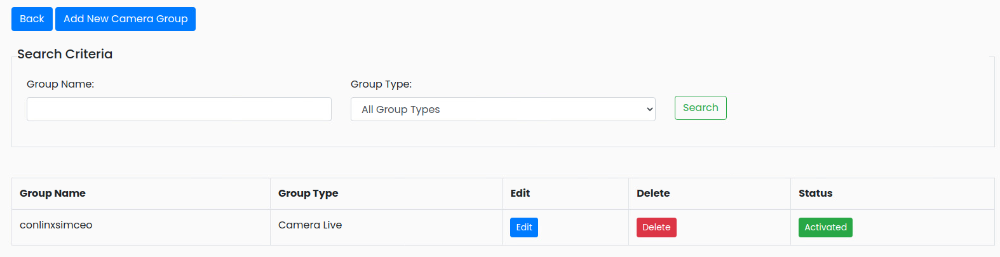 Back Add New Camera Group
Search Criteria
Group Name: Group Type:
All Group Types Search
Group Name Group Type Edit Delete Status
conlinxsimceo Camera Live Edit Delete Activated